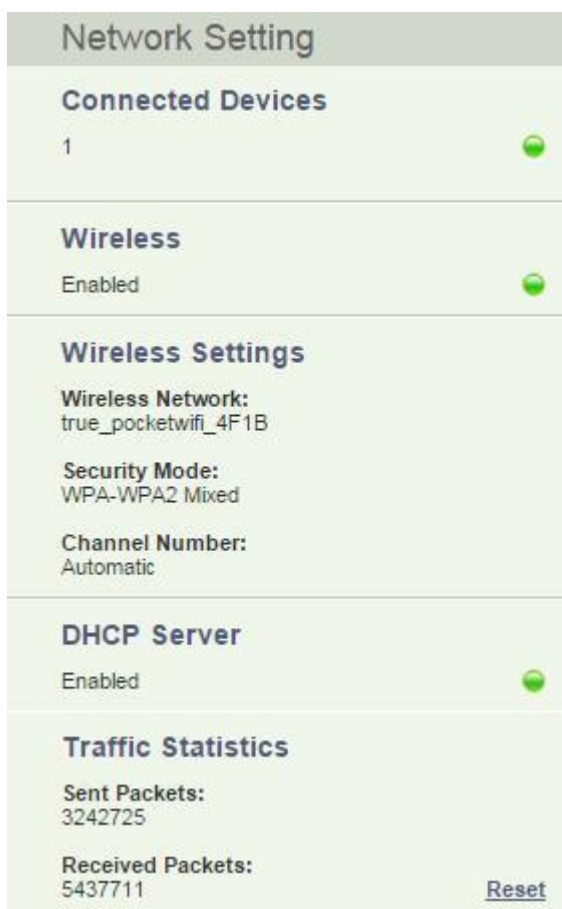 Network Setting
Connected Devices
1
Wireless
Enabled
Wireless Settings
Wireless Network:
true_pocketwifi_4F1B
Security Mode:
WPA-WPA2 Mixed
Channel Number:
Automatic
DHCP Server
Enabled
Traffic Statistics
Sent Packets:
3242725
Received Packets:
5437711
Reset